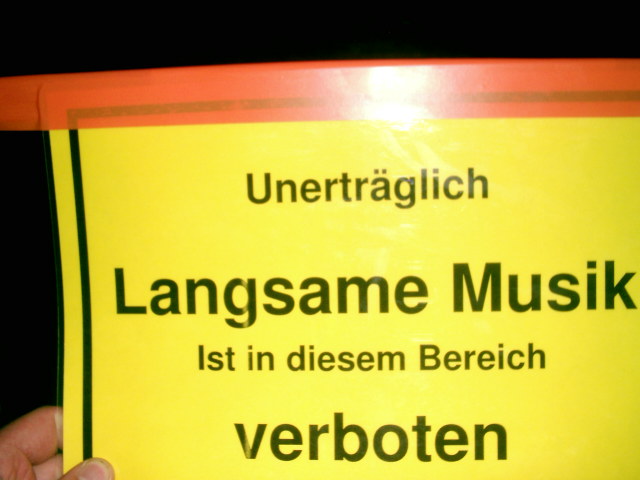 Unerträglich
Langsame Musik
Ist in diesem Bereich
verboten